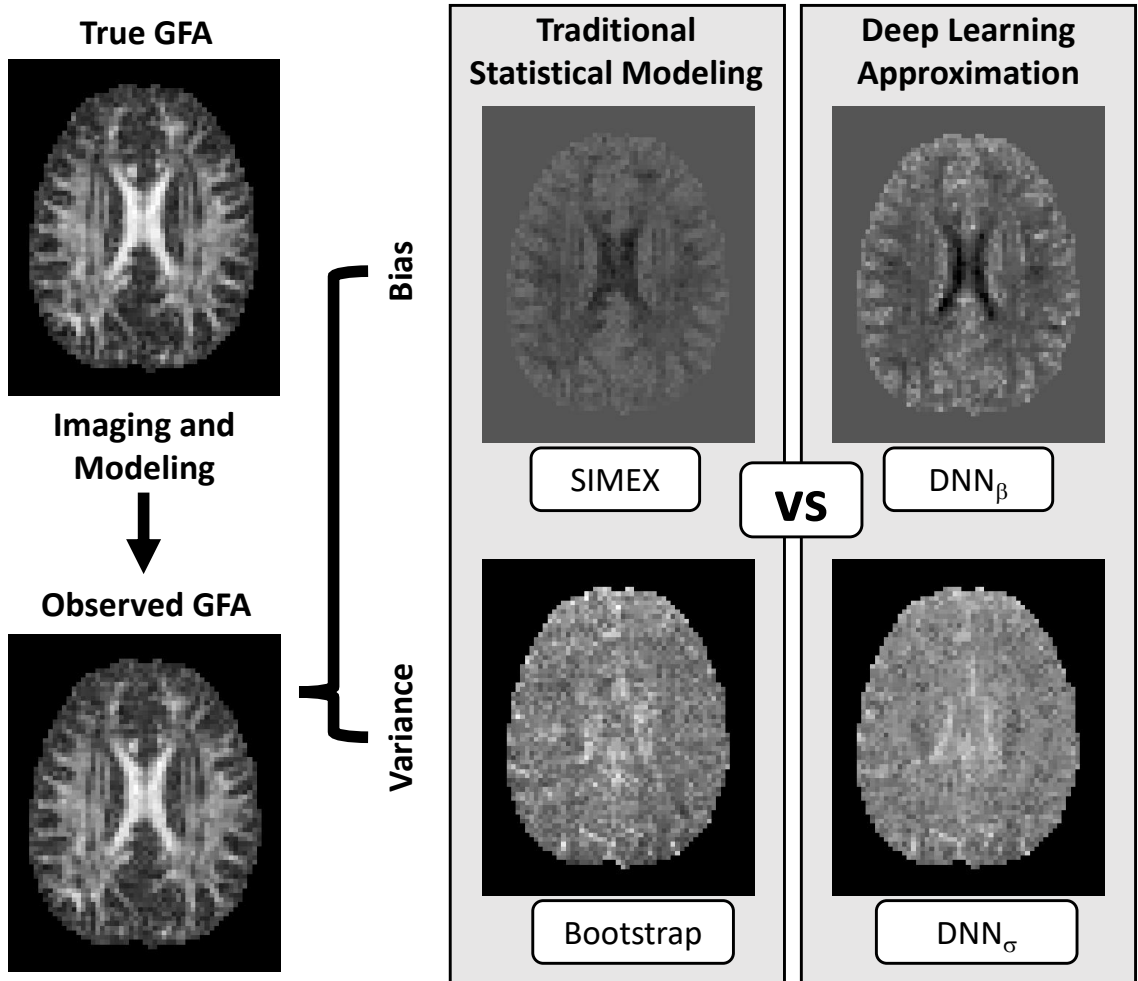 True GFA
Imaging and
Modeling
Observed GFA
Bias
Variance
Traditional
Statistical Modeling
SIMEX
Bootstrap
vs
Deep Learning
Approximation
DNNβ
DNNσ